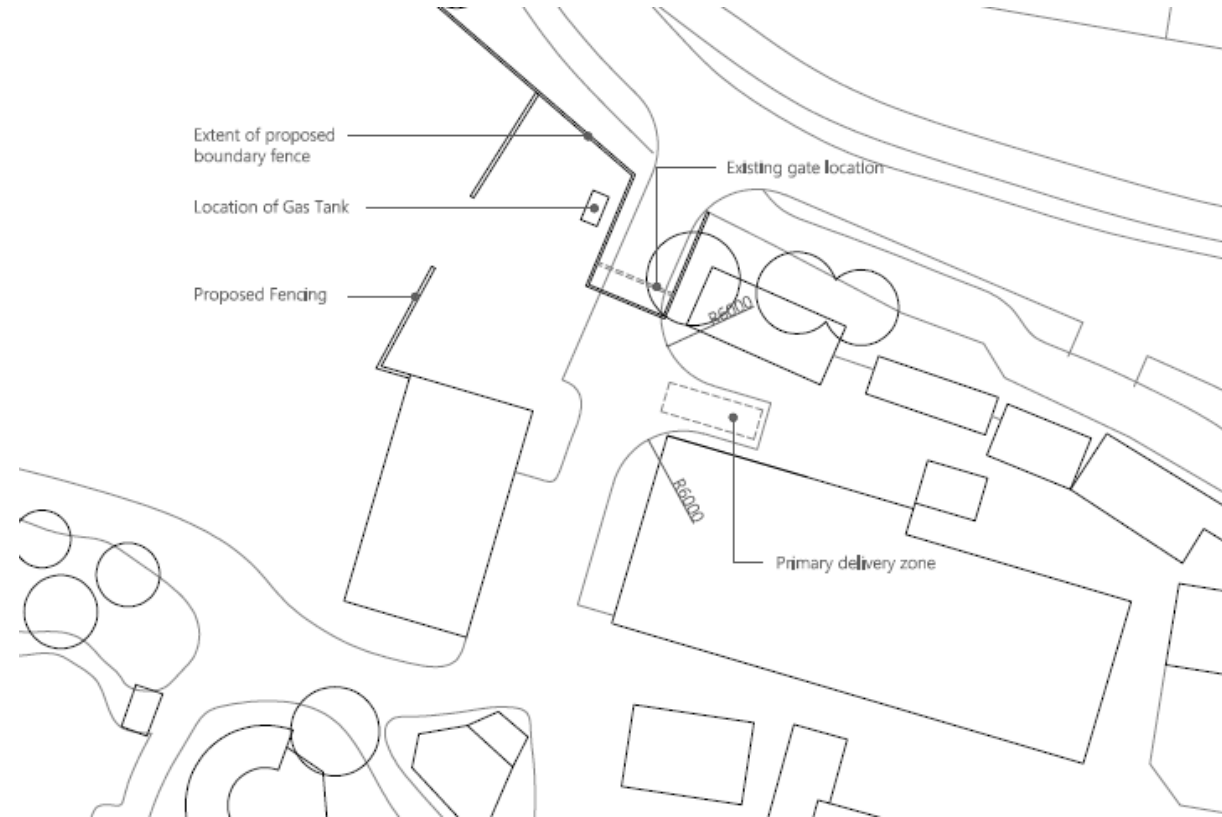 Extent of proposed
boundary fence
Existing gate location
Location of Gas Tank
Proposed Fencing
R6000
R6000
Primary delivery zone